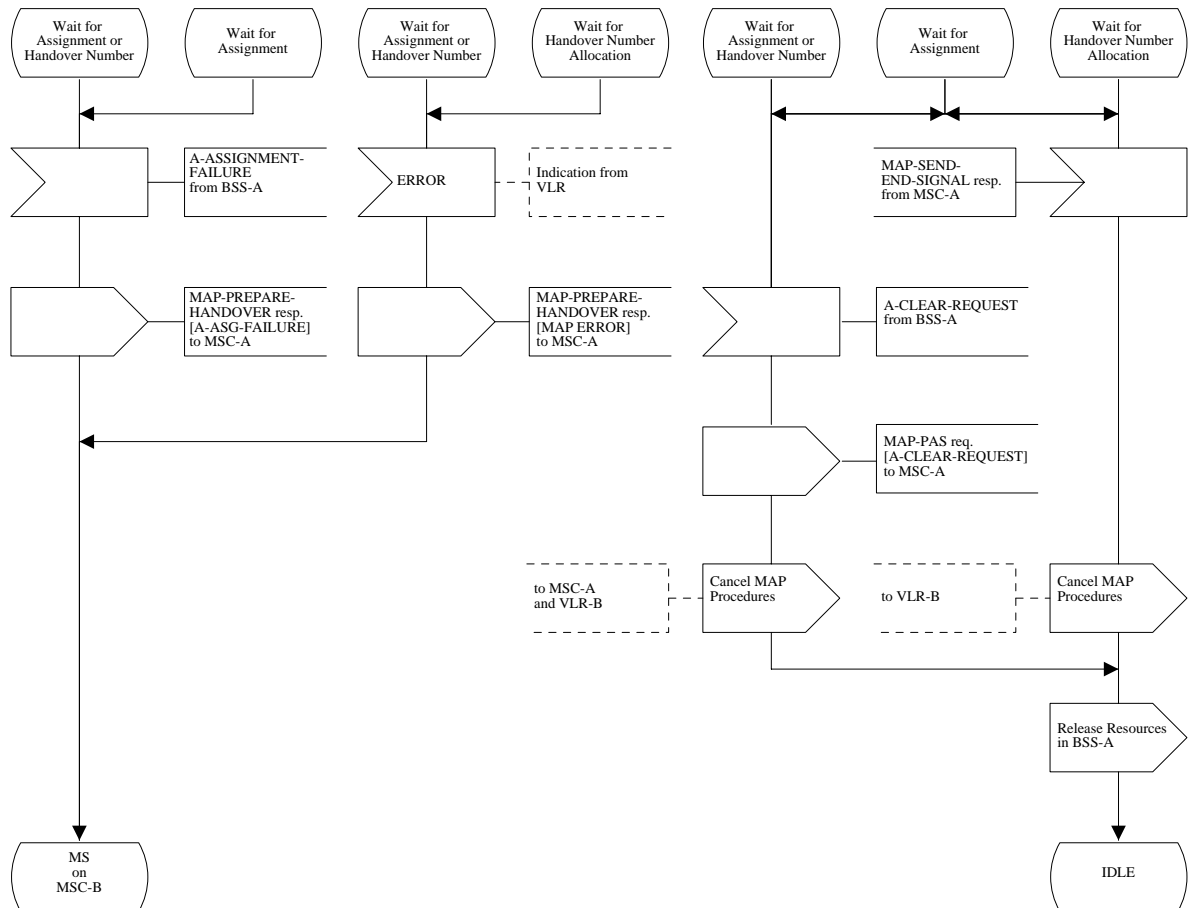 Wait for
Assignment or
Handover Number
Wait for
Assignment
Wait for
Assignment or
Handover Number
Wait for
Handover Number
Allocation
Wait for
Assignment or
Handover Number
Wait for
Assignment
Wait for
Handover Number
Allocation
A-ASSIGNMENT-
FAILURE
from BSS-A
ERROR
Indication from
VLR
MAP-SEND-
END-SIGNAL resp.
from MSC-A
MAP-PREPARE-
HANDOVER resp.
[A-ASG-FAILURE]
to MSC-A
MAP-PREPARE-
HANDOVER resp.
[MAP ERROR]
to MSC-A
A-CLEAR-REQUEST
from BSS-A
MAP-PAS req.
[A-CLEAR-REQUEST]
to MSC-A
to MSC-A
and VLR-B
Cancel MAP
Procedures
to VLR-B
Cancel MAP
Procedures
Release Resources
in BSS-A
MS
on
MSC-B
IDLE